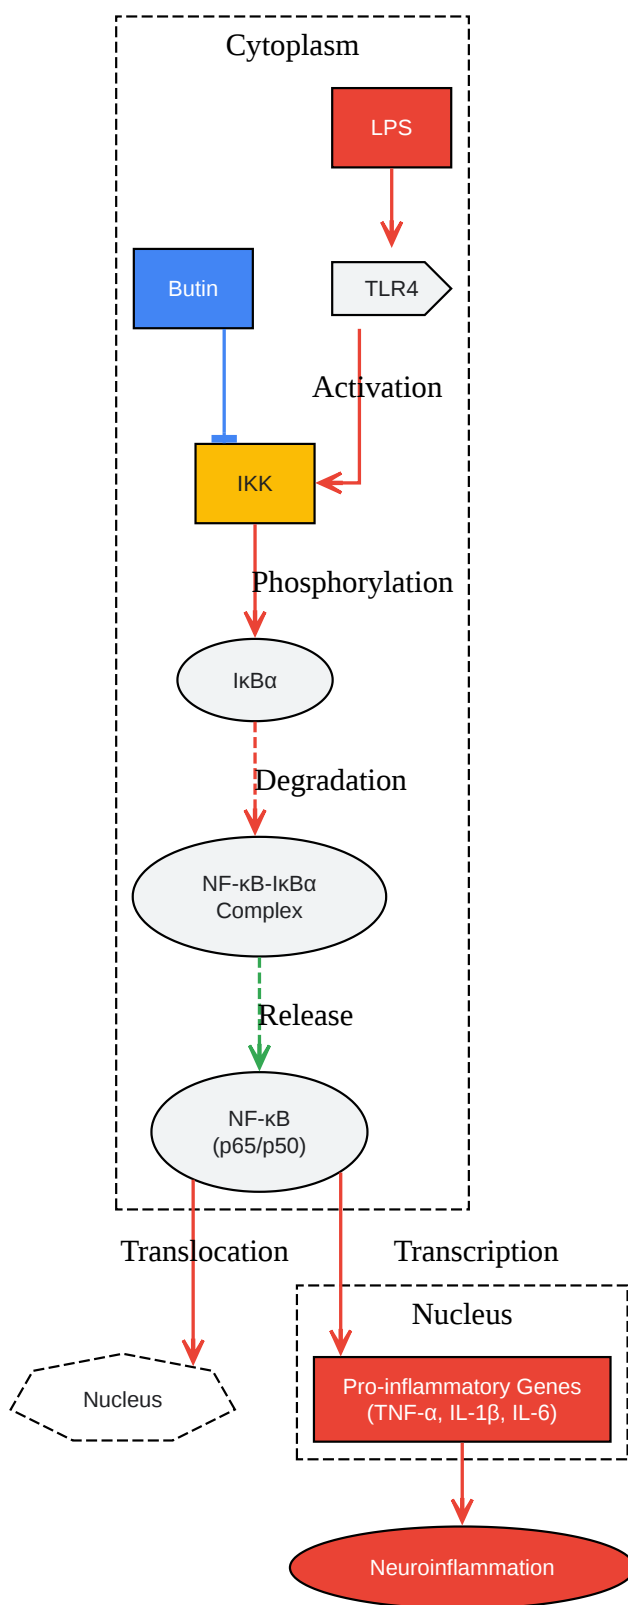 Cytoplasm
LPS
Butin
TLR4
Activation
IKK
Phosphorylation
IκBα
Degradation
NF-κB-IκBα
Complex
Release
NF-κB
(p65/p50)
Translocation
Transcription
Nucleus
Nucleus
Pro-inflammatory Genes
(TNF-α, IL-1β, IL-6)
Neuroinflammation